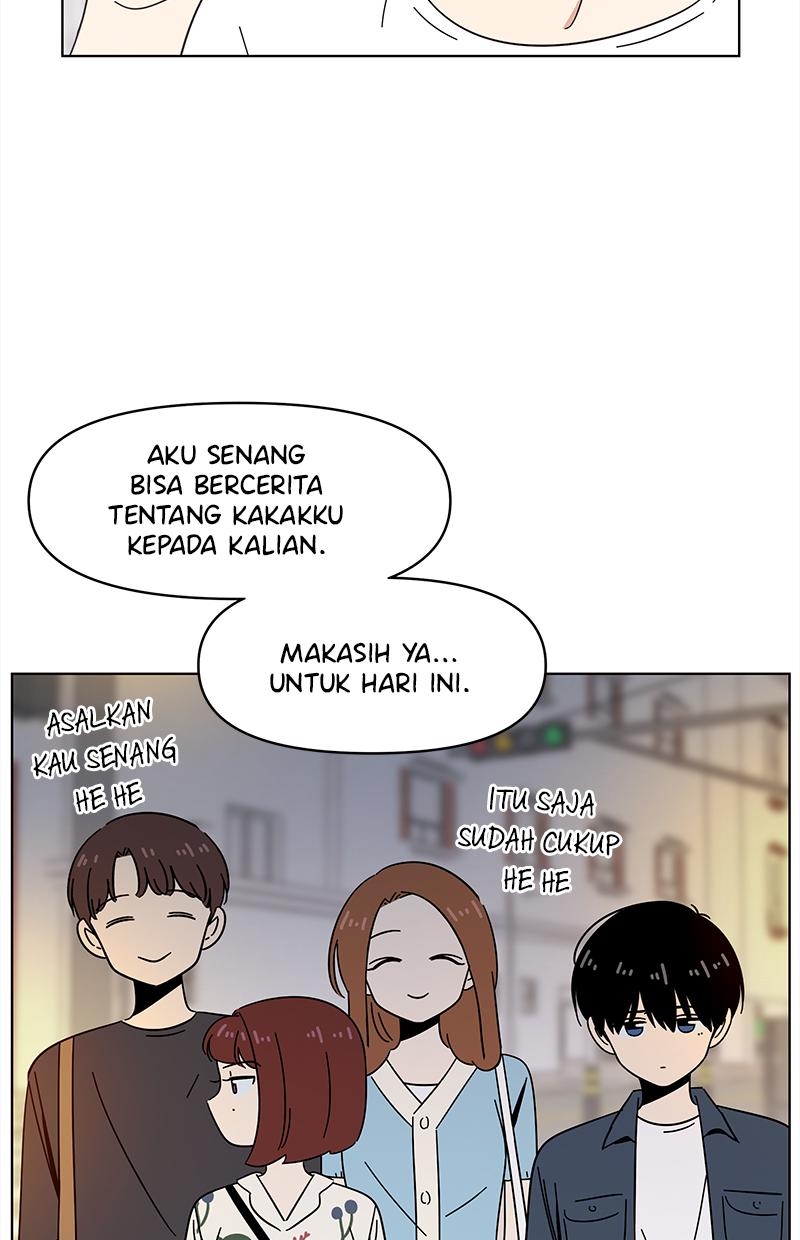 AKU SENANG
BISA BERCERITA
TENTANG KAKAKKU
KEPADA KALIAN.
MAKASIH YA...
UNTUK HARI INI.
ASALKAN
KAU SENANG
HE HE
ITU SAJA
SUDAH CUKUP
HE HE